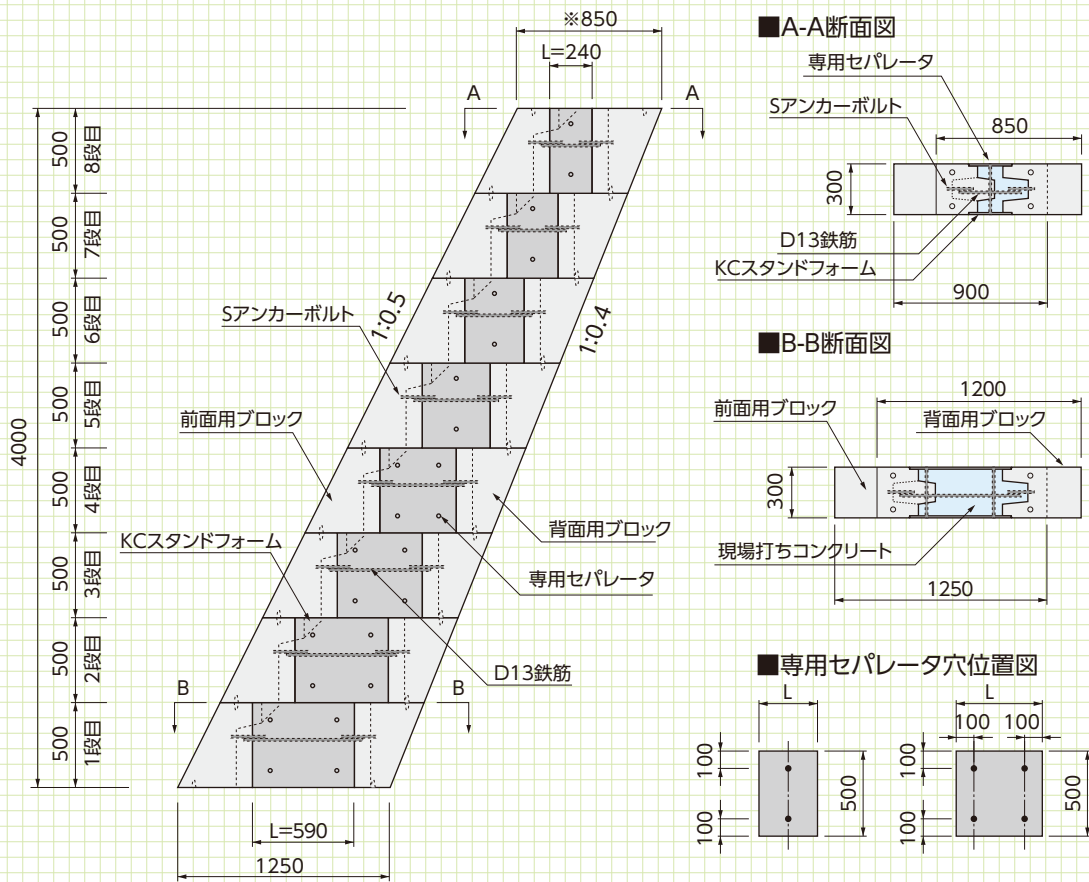 ※850
L=240
A
A
4000
500
8段目
500
7段目
500
6段目
500
5段目
500
4段目
500
3段目
500
2段目
500
1段目
1:0.5
1:0.4
Sアンカーボルト
前面用ブロック
背面用ブロック
KCスタンドフォーム
専用セパレータ
D13鉄筋
B
B
L=590
1250
■A-A断面図
専用セパレータ
Sアンカーボルト
850
300
D13鉄筋
KCスタンドフォーム
900
■B-B断面図
1200
前面用ブロック
背面用ブロック
300
現場打ちコンクリート
1250
■専用セパレータ穴位置図
L
100
100
500
L
100
100
100
100
500